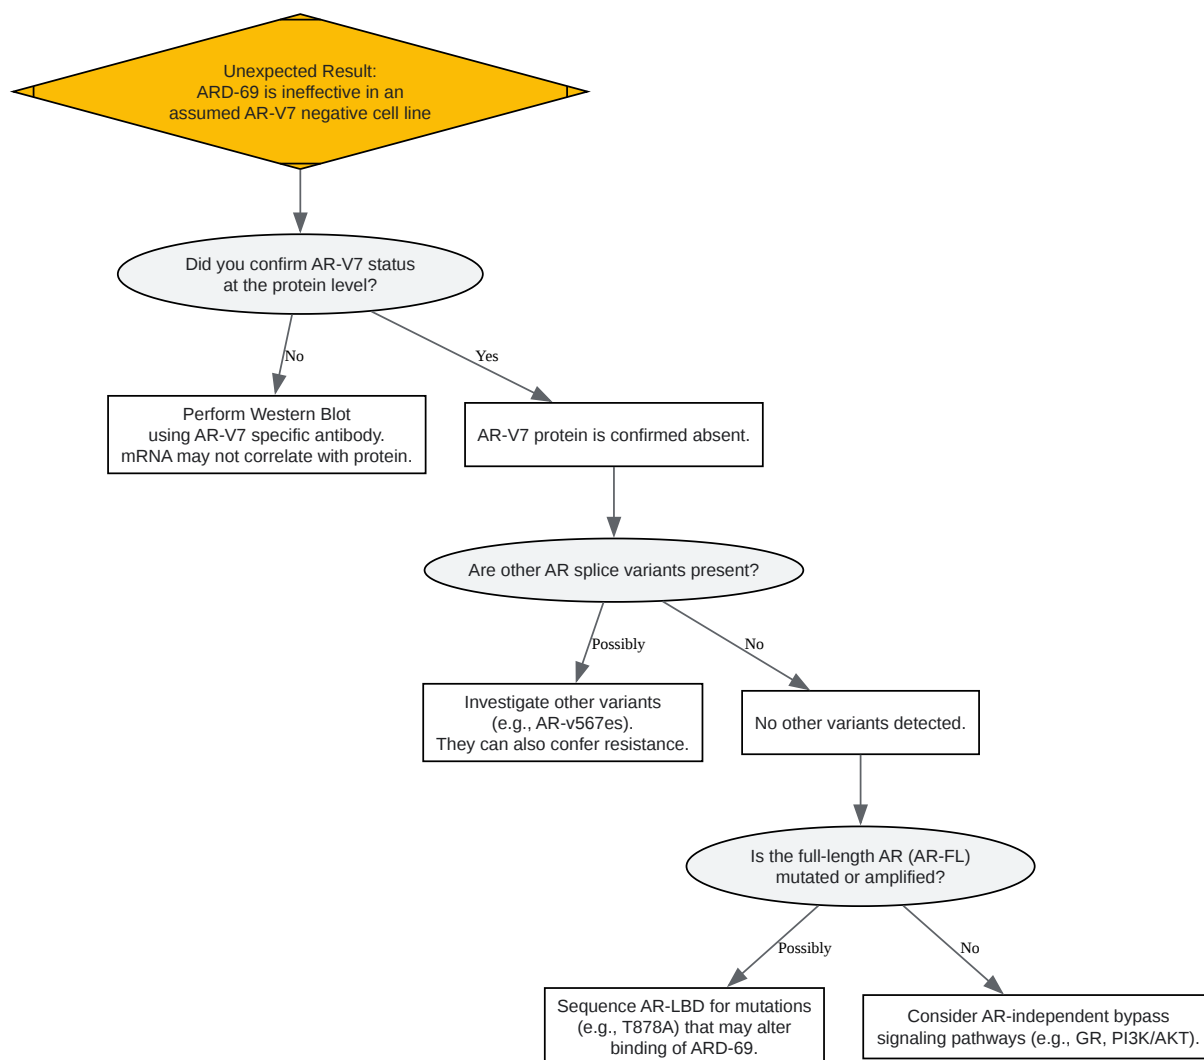 Unexpected Result:
ARD-69 is ineffective in an
assumed AR-V7 negative cell line
Did you confirm AR-V7 status
at the protein level?
No
Yes
Perform Western Blot
using AR-V7 specific antibody.
mRNA may not correlate with protein.
AR-V7 protein is confirmed absent.
Are other AR splice variants present?
Possibly
No
Investigate other variants
(e.g., AR-v567es).
They can also confer resistance.
No other variants detected.
Is the full-length AR (AR-FL)
mutated or amplified?
Possibly
No
Sequence AR-LBD for mutations
(e.g., T878A) that may alter
binding of ARD-69.
Consider AR-independent bypass
signaling pathways (e.g., GR, PI3K/AKT).